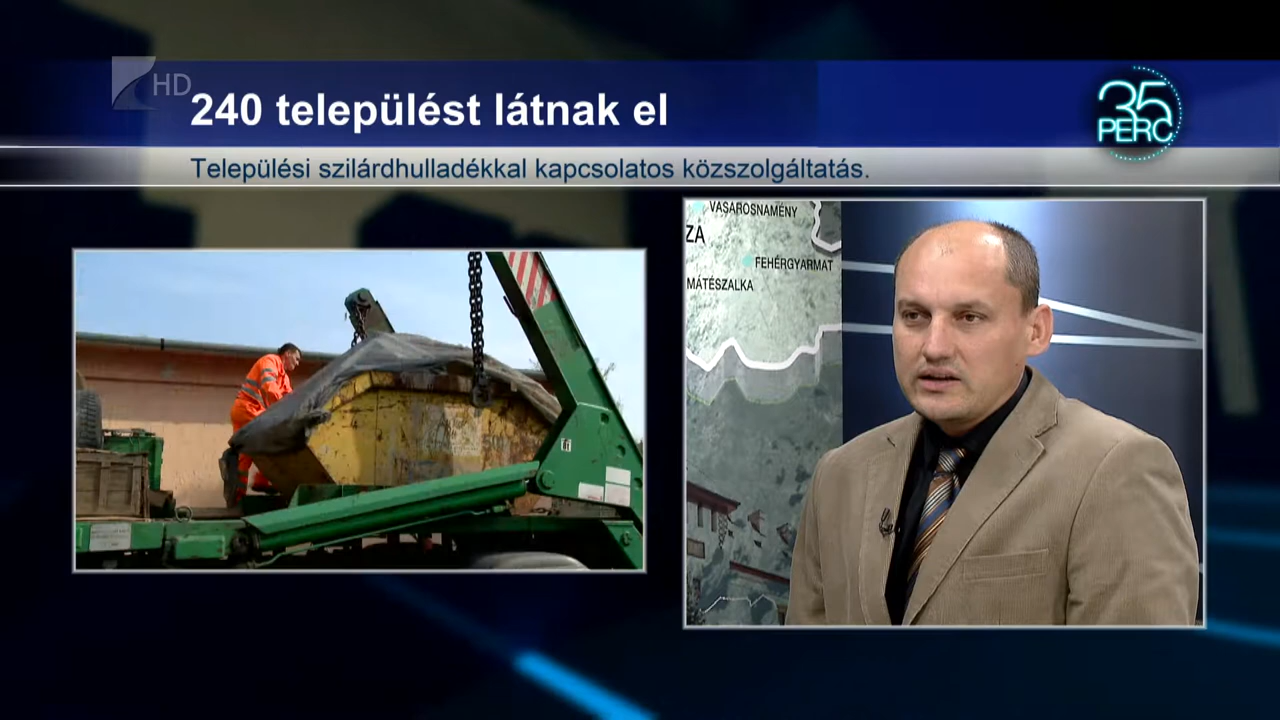 HD
240 települést látnak el
35
PERC
Települési szilárdhulladékkal kapcsolatos közszolgáltatás.
VÁSÁROSNAMÉNY
ZA
FEHÉRGYARMAT
MÁTÉSZALKA